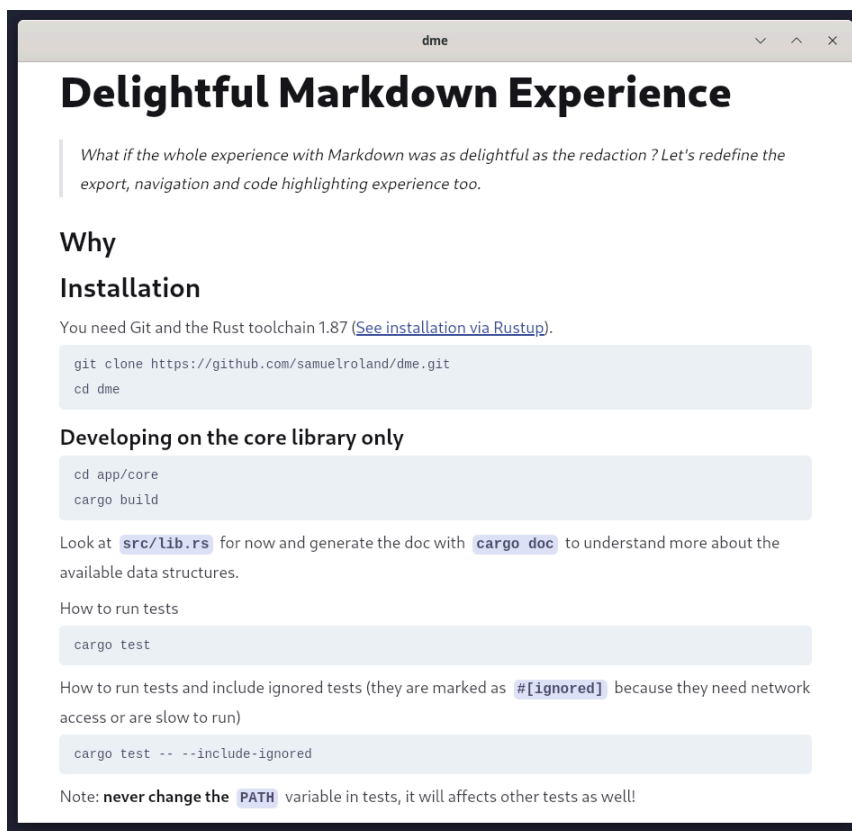 dme
Delightful Markdown Experience
What if the whole experience with Markdown was as delightful as the redaction ? Let's redefine the
export, navigation and code highlighting experience too.
Why
Installation
You need Git and the Rust toolchain 1.87 (See installation via Rustup).
git clone https://github.com/samuelroland/dme.git
cd dme
Developing on the core library only
cd app/core
cargo build
Look at src/lib.rs for now and generate the doc with cargo doc to understand more about the
available data structures.
How to run tests
cargo test
How to run tests and include ignored tests (they are marked as #[ignored] because they need network
access or are slow to run)
cargo test -- --include-ignored
Note: never change the PATH variable in tests, it will affects other tests as well!